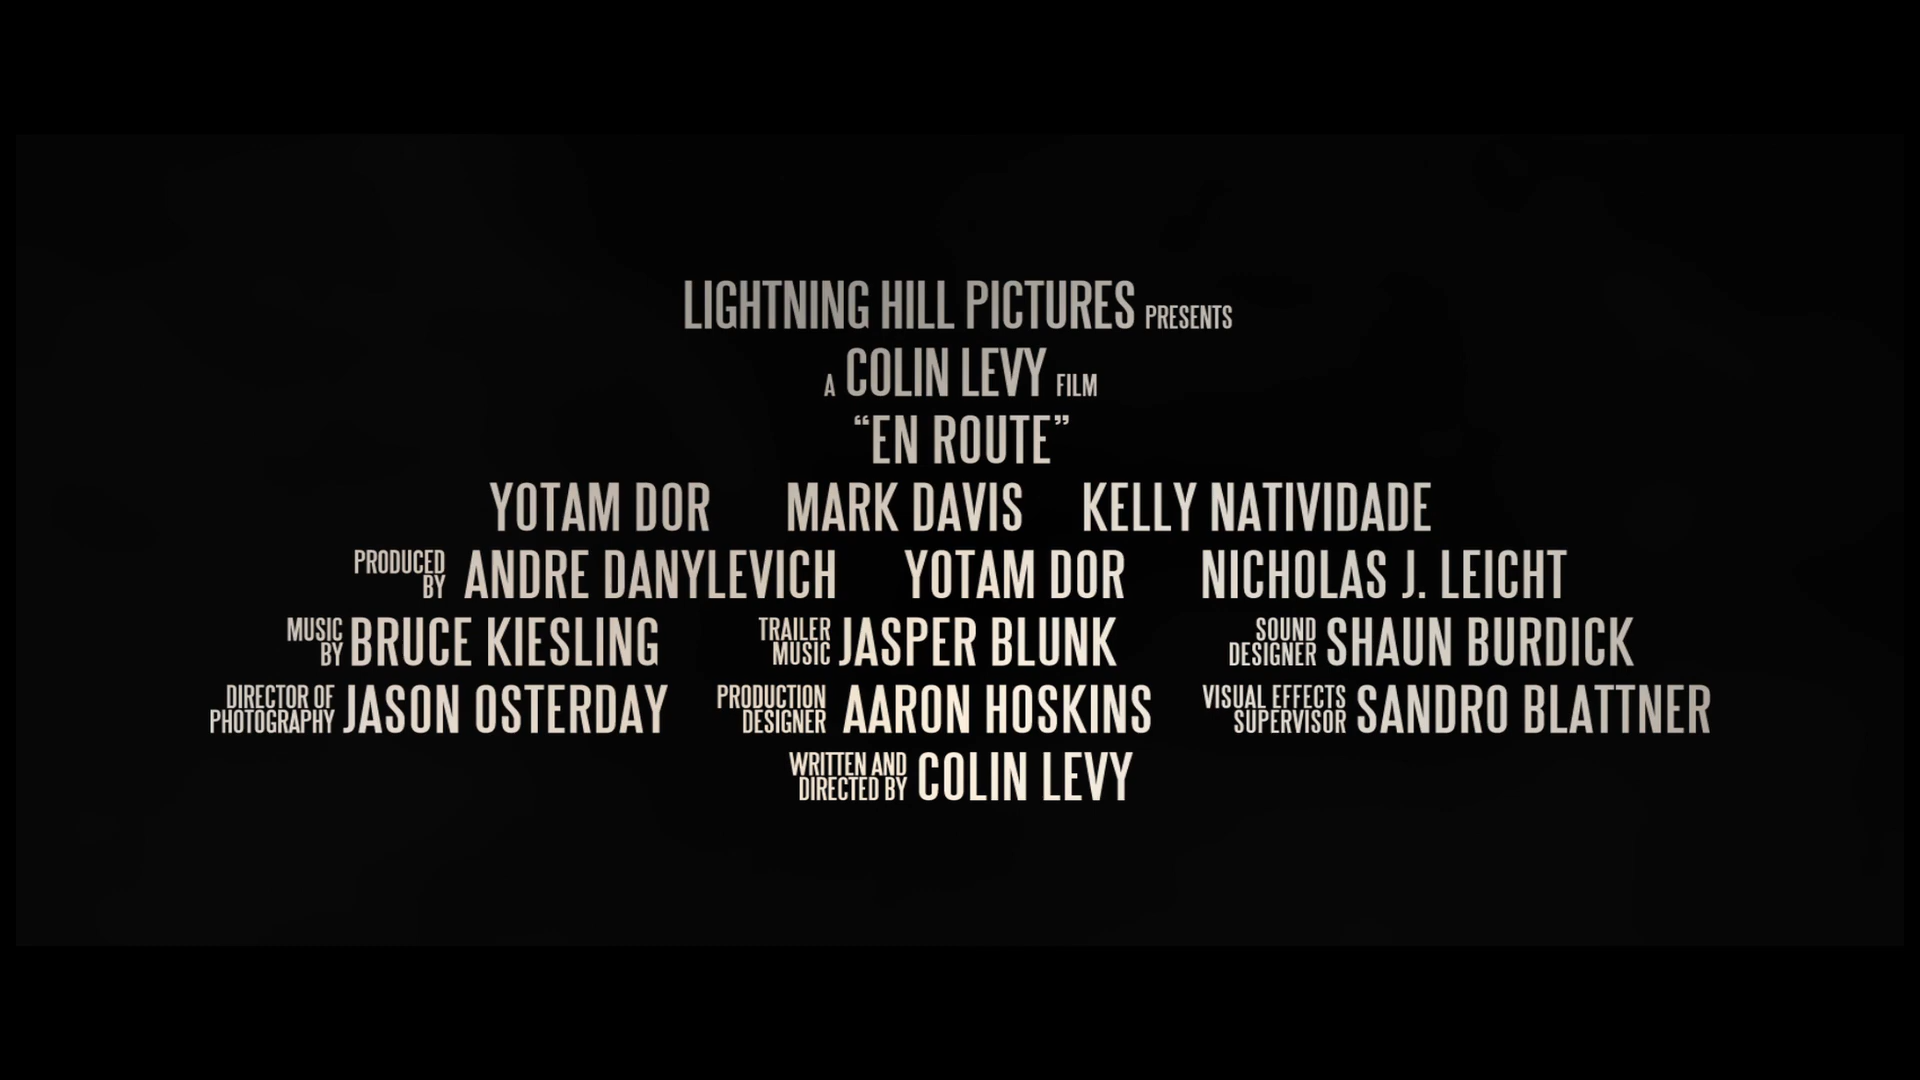 LIGHTNING HILL PICTURES PRESENTS
A COLIN LEVY FILM
“EN ROUTE”
YOTAM DOR MARK DAVIS KELLY NATIVIDADE
PRODUCED BY ANDRE DANYLEVICH YOTAM DOR NICHOLAS J. LEICHT
MUSIC BY BRUCE KIESLING TRAILER MUSIC JASPER BLUNK SOUND DESIGNER SHAUN BURDICK
DIRECTOR OF PHOTOGRAPHY JASON OSTERDAY PRODUCTION DESIGNER AARON HOSKINS VISUAL EFFECTS SUPERVISOR SANDRO BLATTNER
WRITTEN AND DIRECTED BY COLIN LEVY